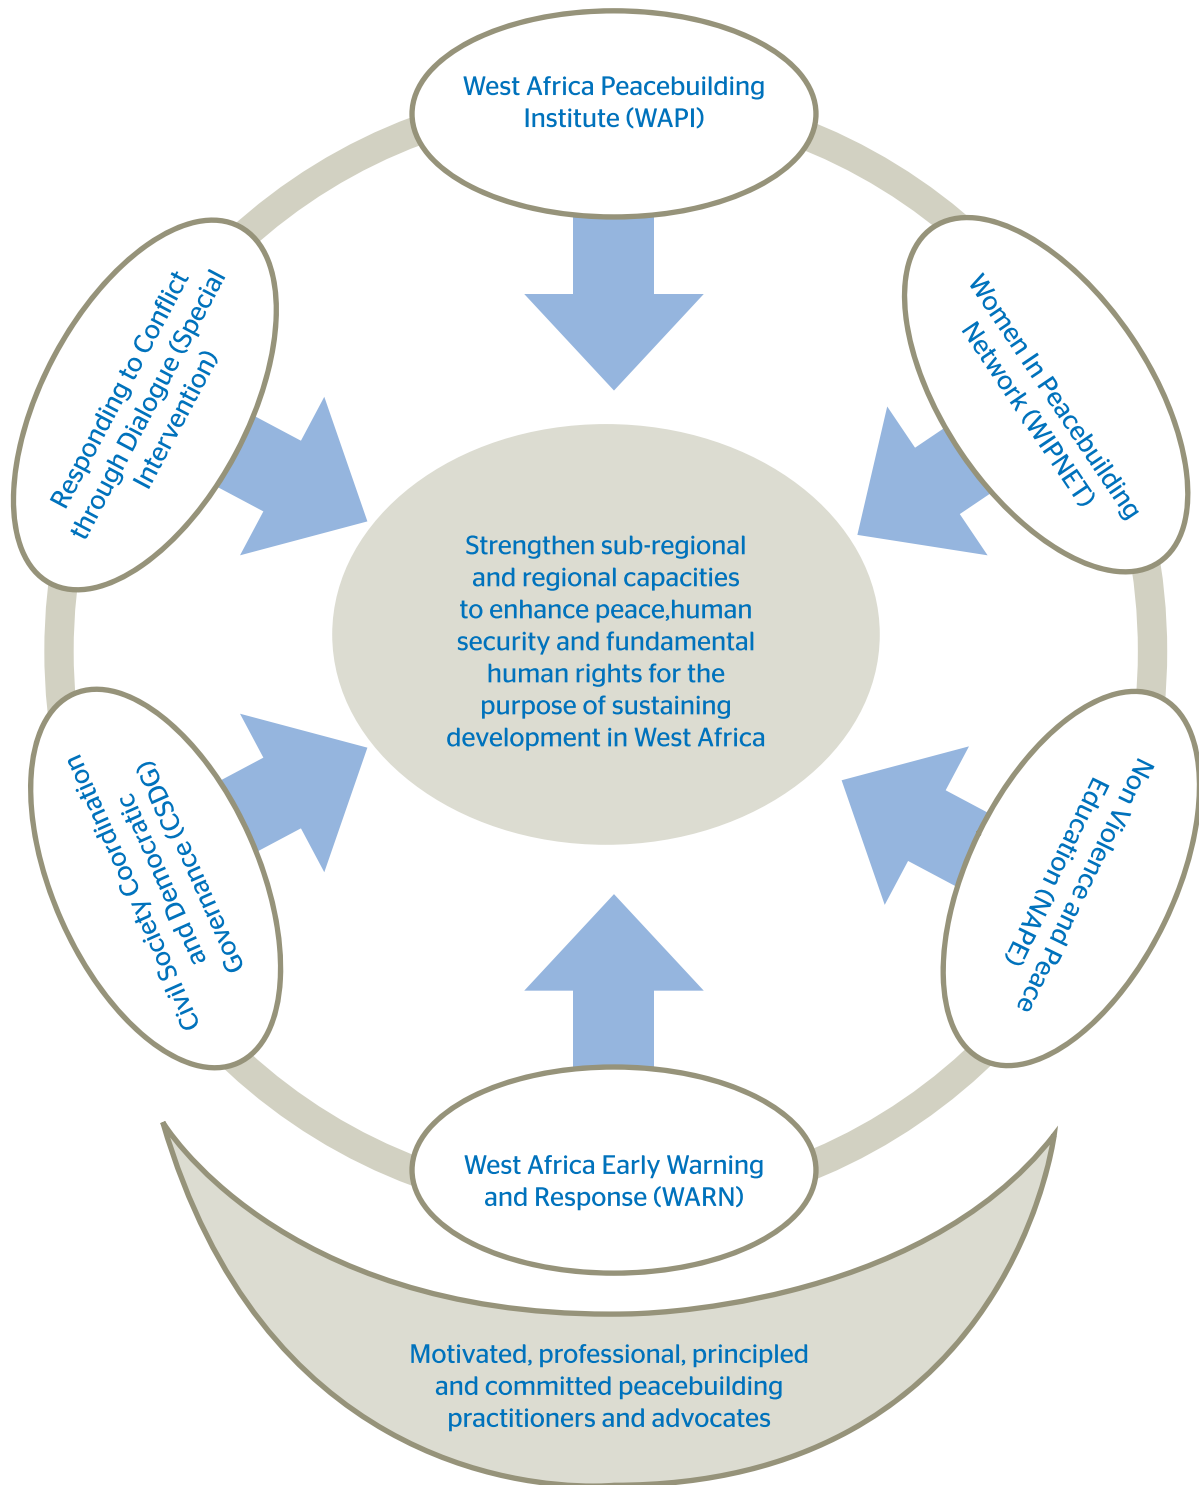 West Africa Peacebuilding
Institute (WAPI)
Responding to Conflict
through Dialogue (Special
Intervention)
Women In Peacebuilding
Network (WIPNET)
Strengthen sub-regional
and regional capacities
to enhance peace,human
security and fundamental
human rights for the
purpose of sustaining
development in West Africa
Civil Society Coordination
and Democratic
Governance (CSDG)
Non Violence and Peace
Education (NAPE)
West Africa Early Warning
and Response (WARN)
Motivated, professional, principled
and committed peacebuilding
practitioners and advocates